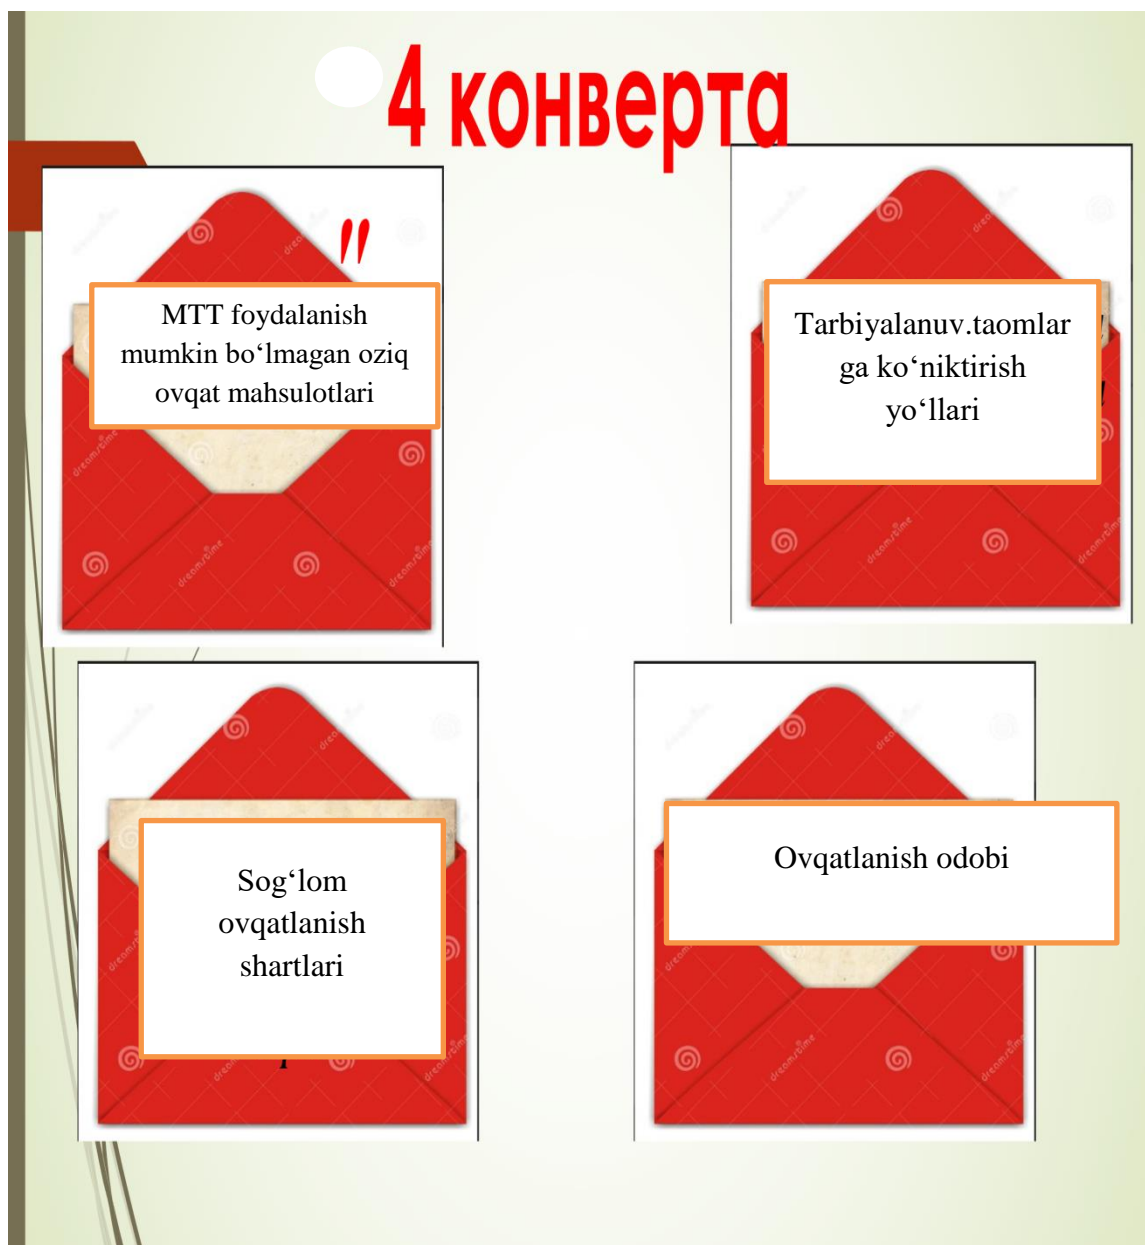 4 конверта
"
MTT foydalanish
mumkin bo‘lmagan oziq
ovqat mahsulotlari
Tarbiyalanuv.taomlar
ga ko‘niktirish
yo‘llari
Sog‘lom
ovqatlanish
shartlari
Ovqatlanish odobi